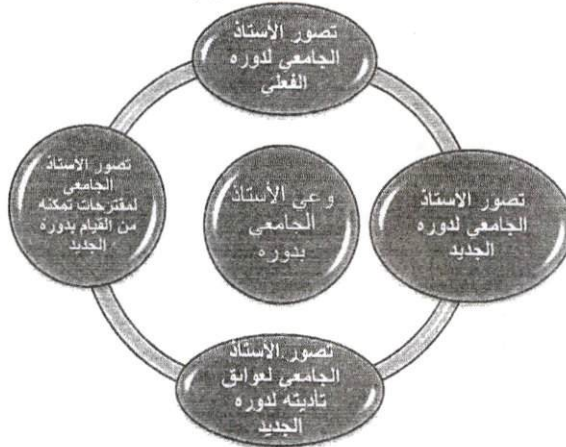 تصور الأستاذ
الجامعي لدوره
الفعلي
تصور الأستاذ
الجامعي لدوره
الجديد
وعي الأستاذ
الجامعي
بدوره
تصور الأستاذ
الجامعي
لمقترحات تمكنه
من القيام بدوره
الجديد
تصور الأستاذ
الجامعي لعوائق
تأديته لدوره
الجديد